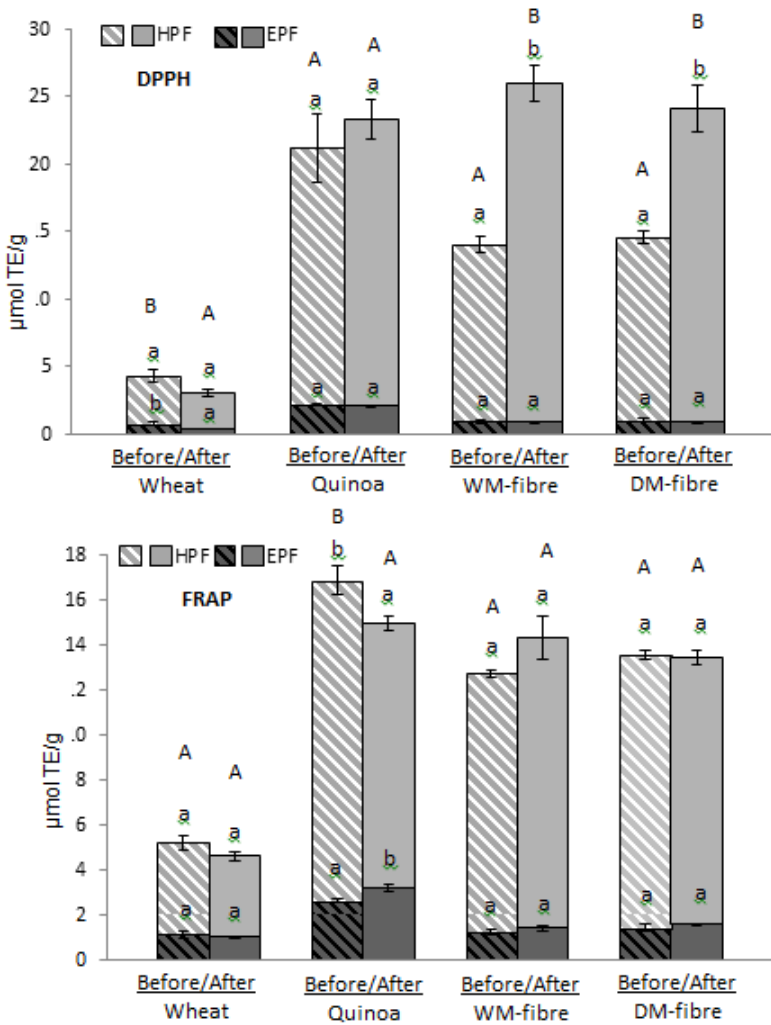 30
HPF EPF
DPPH
A A B B
a a b b
25
20
A A
a a
.5
µmol TE/g
.0
B A
a a
5
b a a a a a a a
0
Before/After Before/After Before/After Before/After
Wheat Quinoa WM-fibre DM-fibre
18
HPF EPF
FRAP
B A A A A A
b a a a a a
16
14
.2
.0
µmol TE/g
8
A A
a a
6
4
a b
a a a a a a
2
0
Before/After Before/After Before/After Before/After
Wheat Quinoa WM-fibre DM-fibre